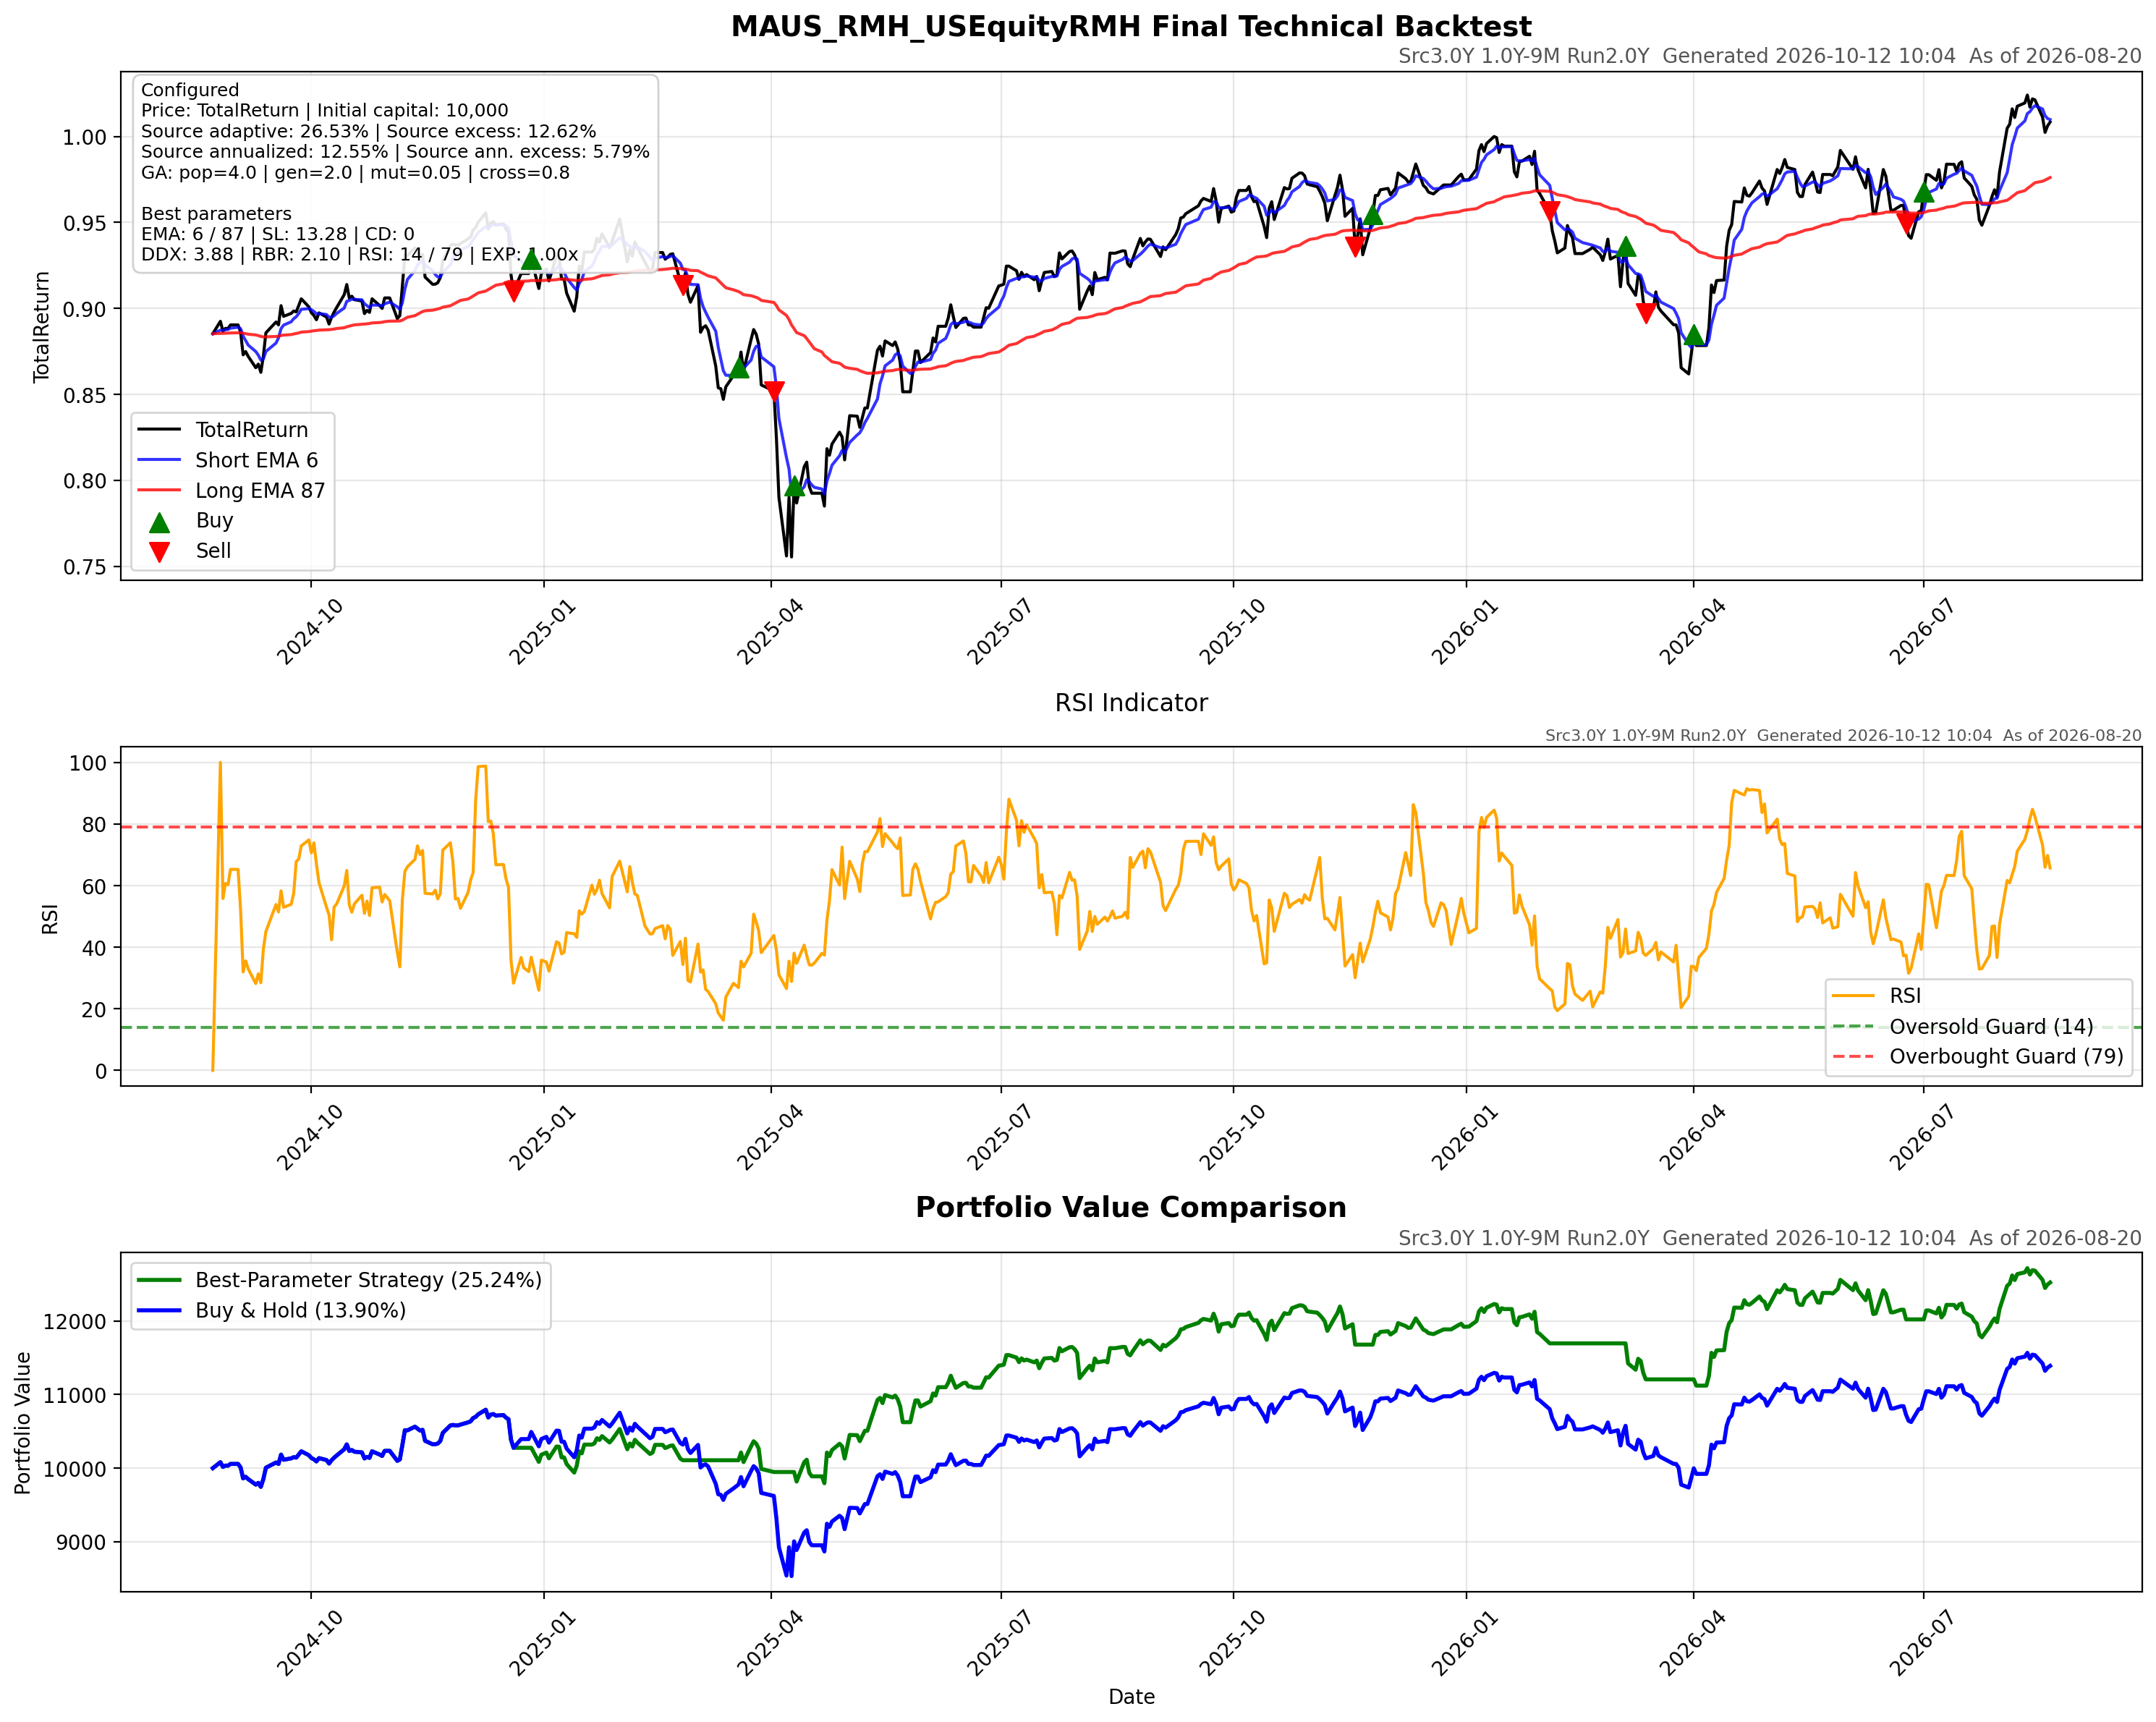 MAUS_RMH_USEquityRMH Final Technical Backtest
Src3.0Y 1.0Y-9M Run2.0Y  Generated 2026-10-12 10:04  As of 2026-08-20
Configured
Price: TotalReturn | Initial capital: 10,000
Source adaptive: 26.53% | Source excess: 12.62%
Source annualized: 12.55% | Source ann. excess: 5.79%
GA: pop=4.0 | gen=2.0 | mut=0.05 | cross=0.8
Best parameters
EMA: 6 / 87 | SL: 13.28 | CD: 0
DDX: 3.88 | RBR: 2.10 | RSI: 14 / 79 | EXP: .00x
TotalReturn
1.00
0.95
0.90
0.85
0.80
0.75
TotalReturn
Short EMA 6
Long EMA 87
Buy
Sell
2024-10
2025-01
2025-04
2025-07
2025-10
2026-01
2026-04
2026-07
RSI Indicator
Src3.0Y 1.0Y-9M Run2.0Y  Generated 2026-10-12 10:04  As of 2026-08-20
RSI
100
80
60
40
20
0
RSI
Oversold Guard (14)
Overbought Guard (79)
2024-10
2025-01
2025-04
2025-07
2025-10
2026-01
2026-04
2026-07
Portfolio Value Comparison
Src3.0Y 1.0Y-9M Run2.0Y  Generated 2026-10-12 10:04  As of 2026-08-20
Best-Parameter Strategy (25.24%)
Buy & Hold (13.90%)
Portfolio Value
12000
11000
10000
9000
2024-10
2025-01
2025-04
2025-07
2025-10
2026-01
2026-04
2026-07
Date